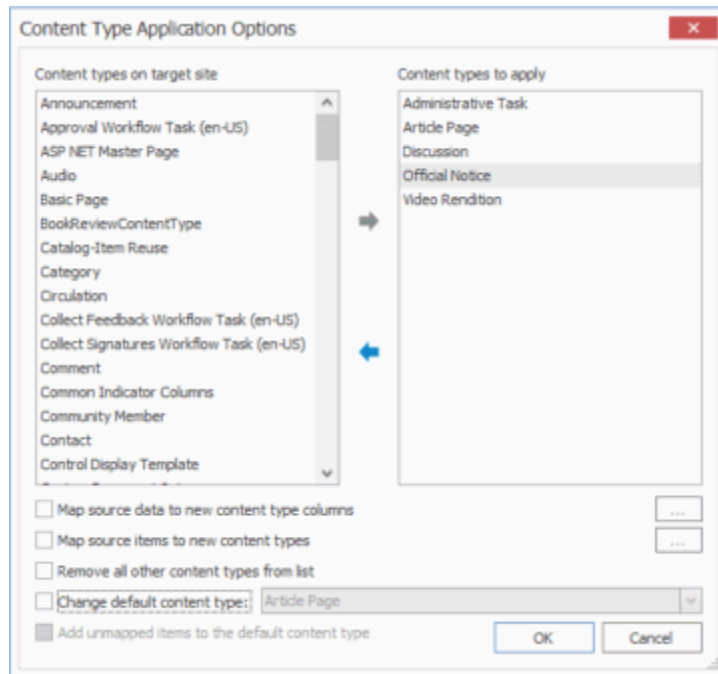 Content Type Application Options
Content types on target site
Content types to apply
Announcement
Approval Workflow Task (en-US)
ASP NET Master Page
Audio
Basic Page
BookReviewContentType
Catalog-Item Reuse
Category
Circulation
Collect Feedback Workflow Task (en-US)
Collect Signatures Workflow Task (en-US)
Comment
Common Indicator Columns
Community Member
Contact
Control Display Template
Administrative Task
Article Page
Discussion
Official Notice
Video Rendition
Map source data to new content type columns
...
Map source items to new content types
...
Remove all other content types from list
Change default content type: Article Page
Add unmapped items to the default content type
OK
Cancel